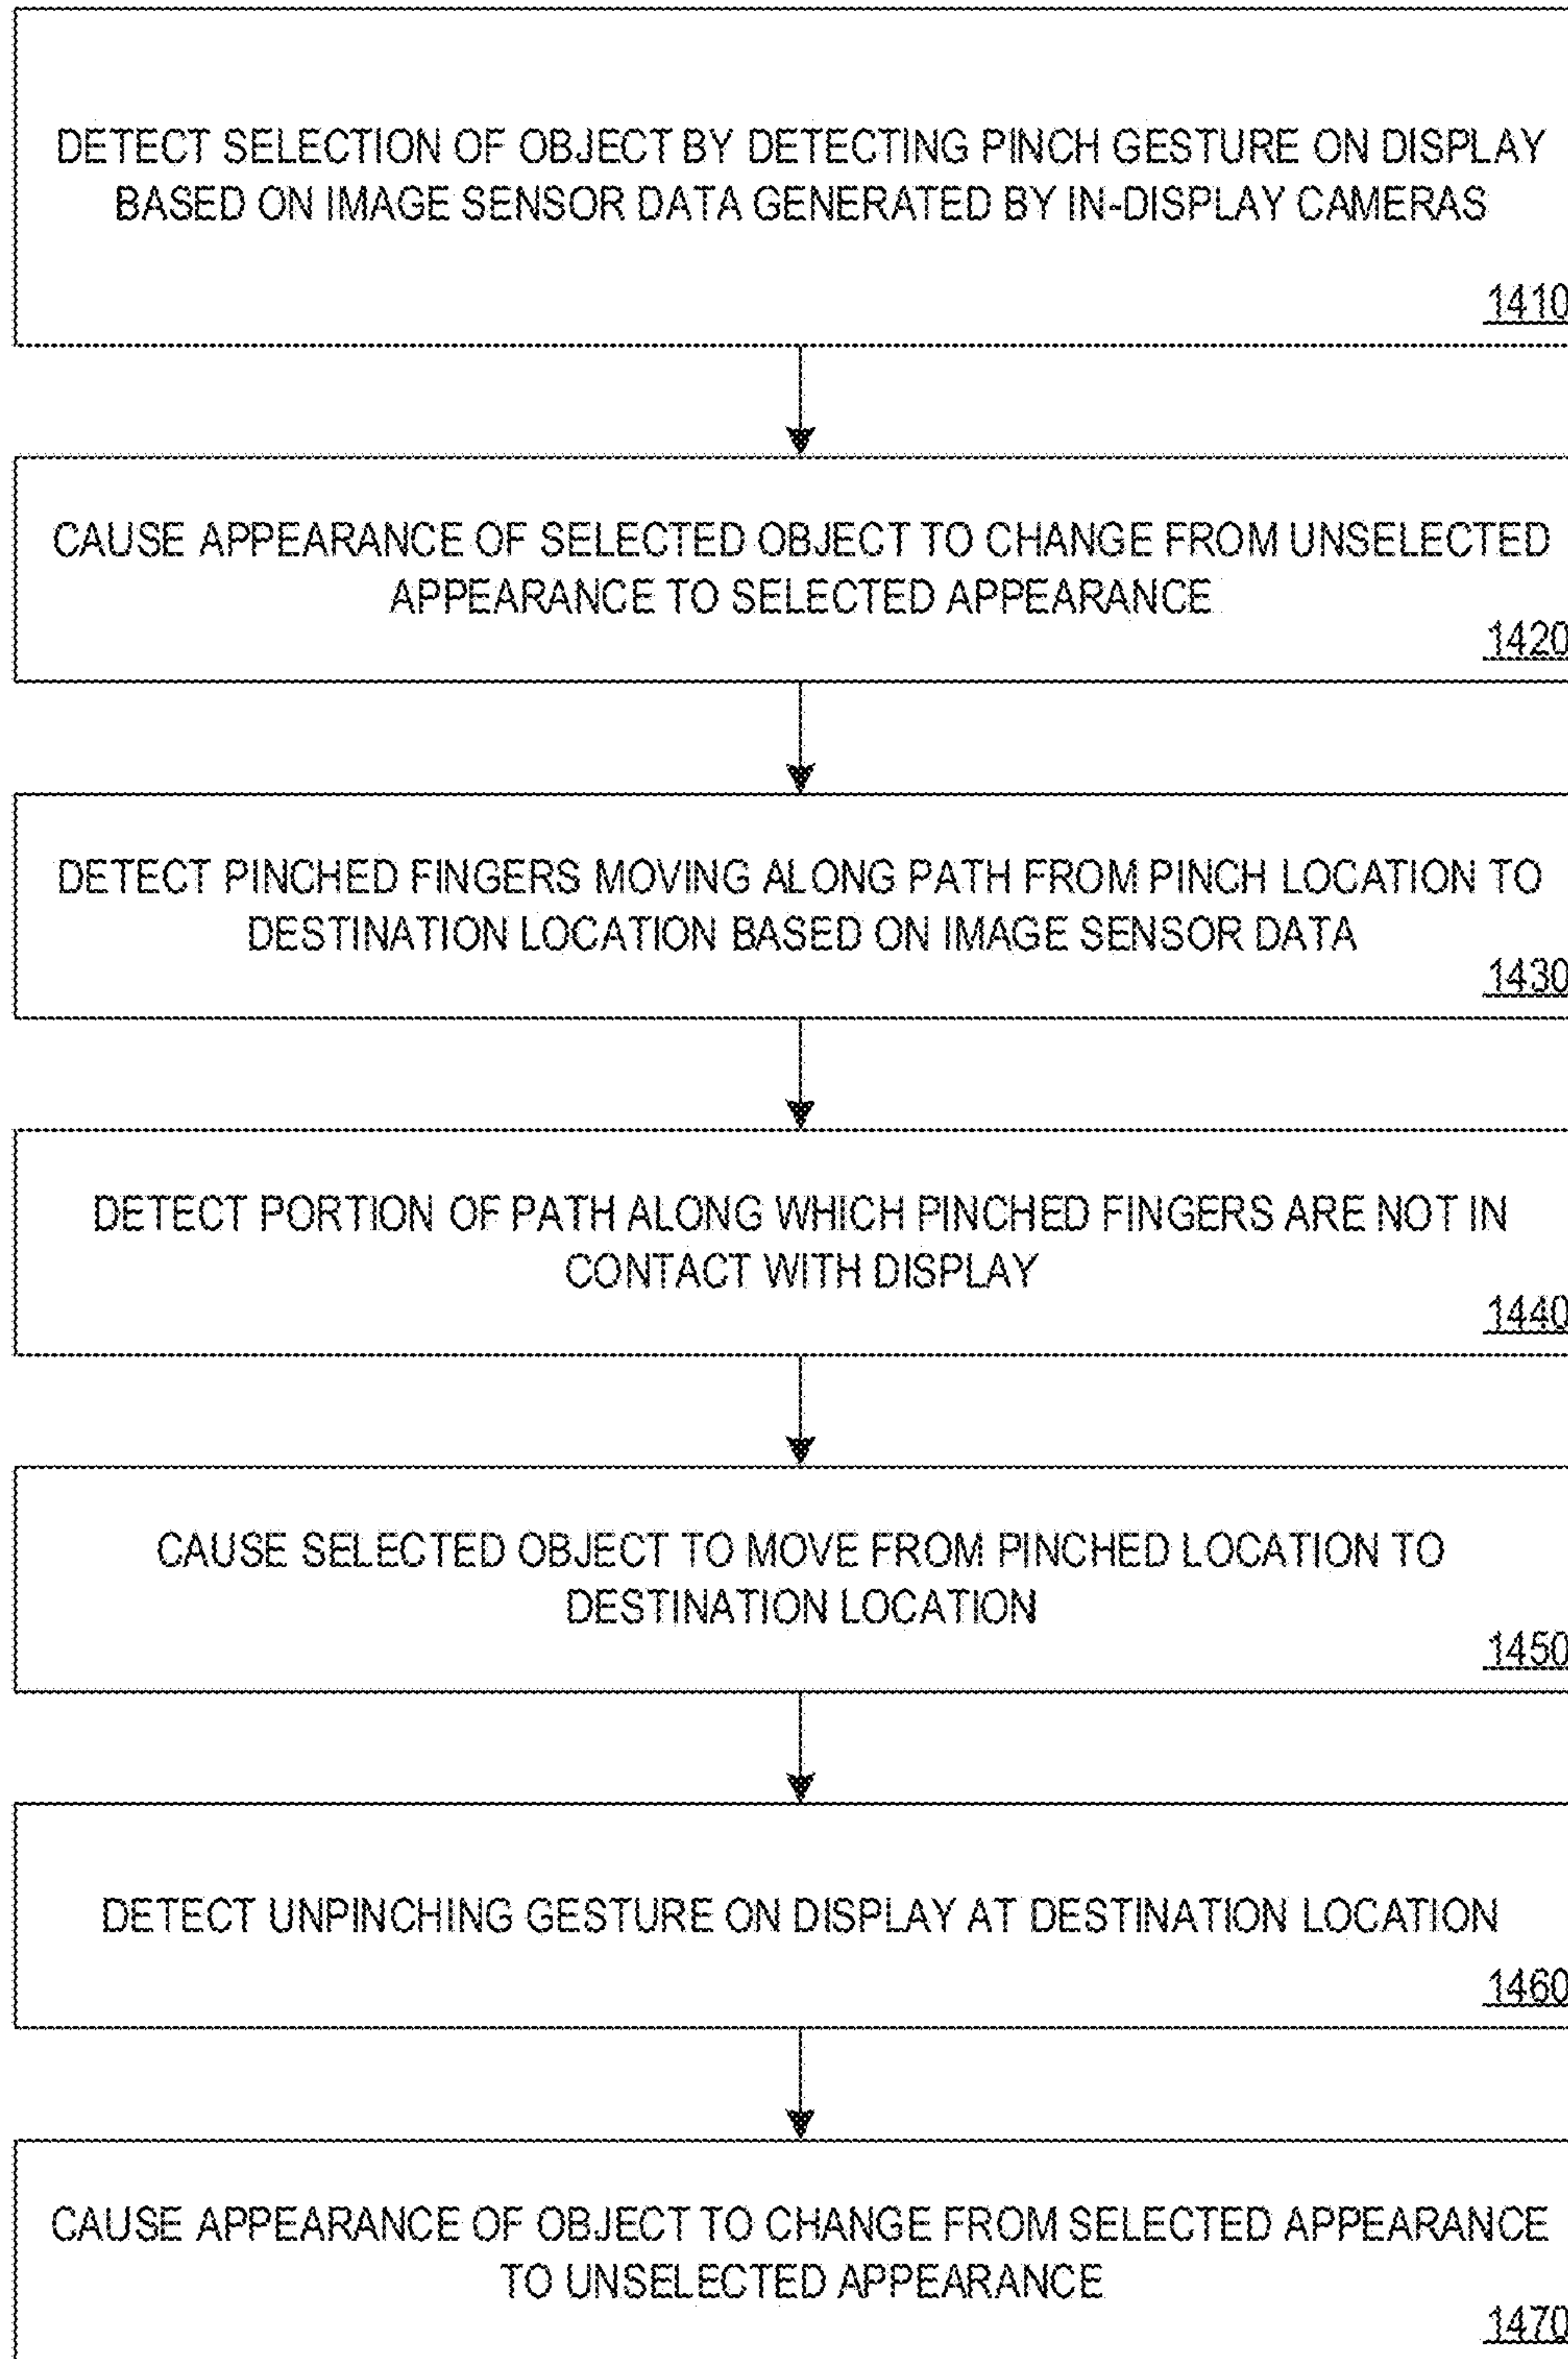 DETECT SELECTION OF OBJECT BY DETECTING PINCH GESTURE ON DISPLAY
BASED ON IMAGE SENSOR DATA GENERATED BY IN-DISPLAY CAMERAS
1410
CAUSE APPEARANCE OF SELECTED OBJECT TO CHANGE FROM UNSELECTED
APPEARANCE TO SELECTED APPEARANCE
1420
DETECT PINCHED FINGERS MOVING ALONG PATH FROM PINCH LOCATION TO
DESTINATION LOCATION BASED ON IMAGE SENSOR DATA
1430
DETECT PORTION OF PATH ALONG WHICH PINCHED FINGERS ARE NOT IN
CONTACT WITH DISPLAY
1440
CAUSE SELECTED OBJECT TO MOVE FROM PINCHED LOCATION TO
DESTINATION LOCATION
1450
DETECT UNPINCHING GESTURE ON DISPLAY AT DESTINATION LOCATION
1460
CAUSE APPEARANCE OF OBJECT TO CHANGE FROM SELECTED APPEARANCE
TO UNSELECTED APPEARANCE
1470